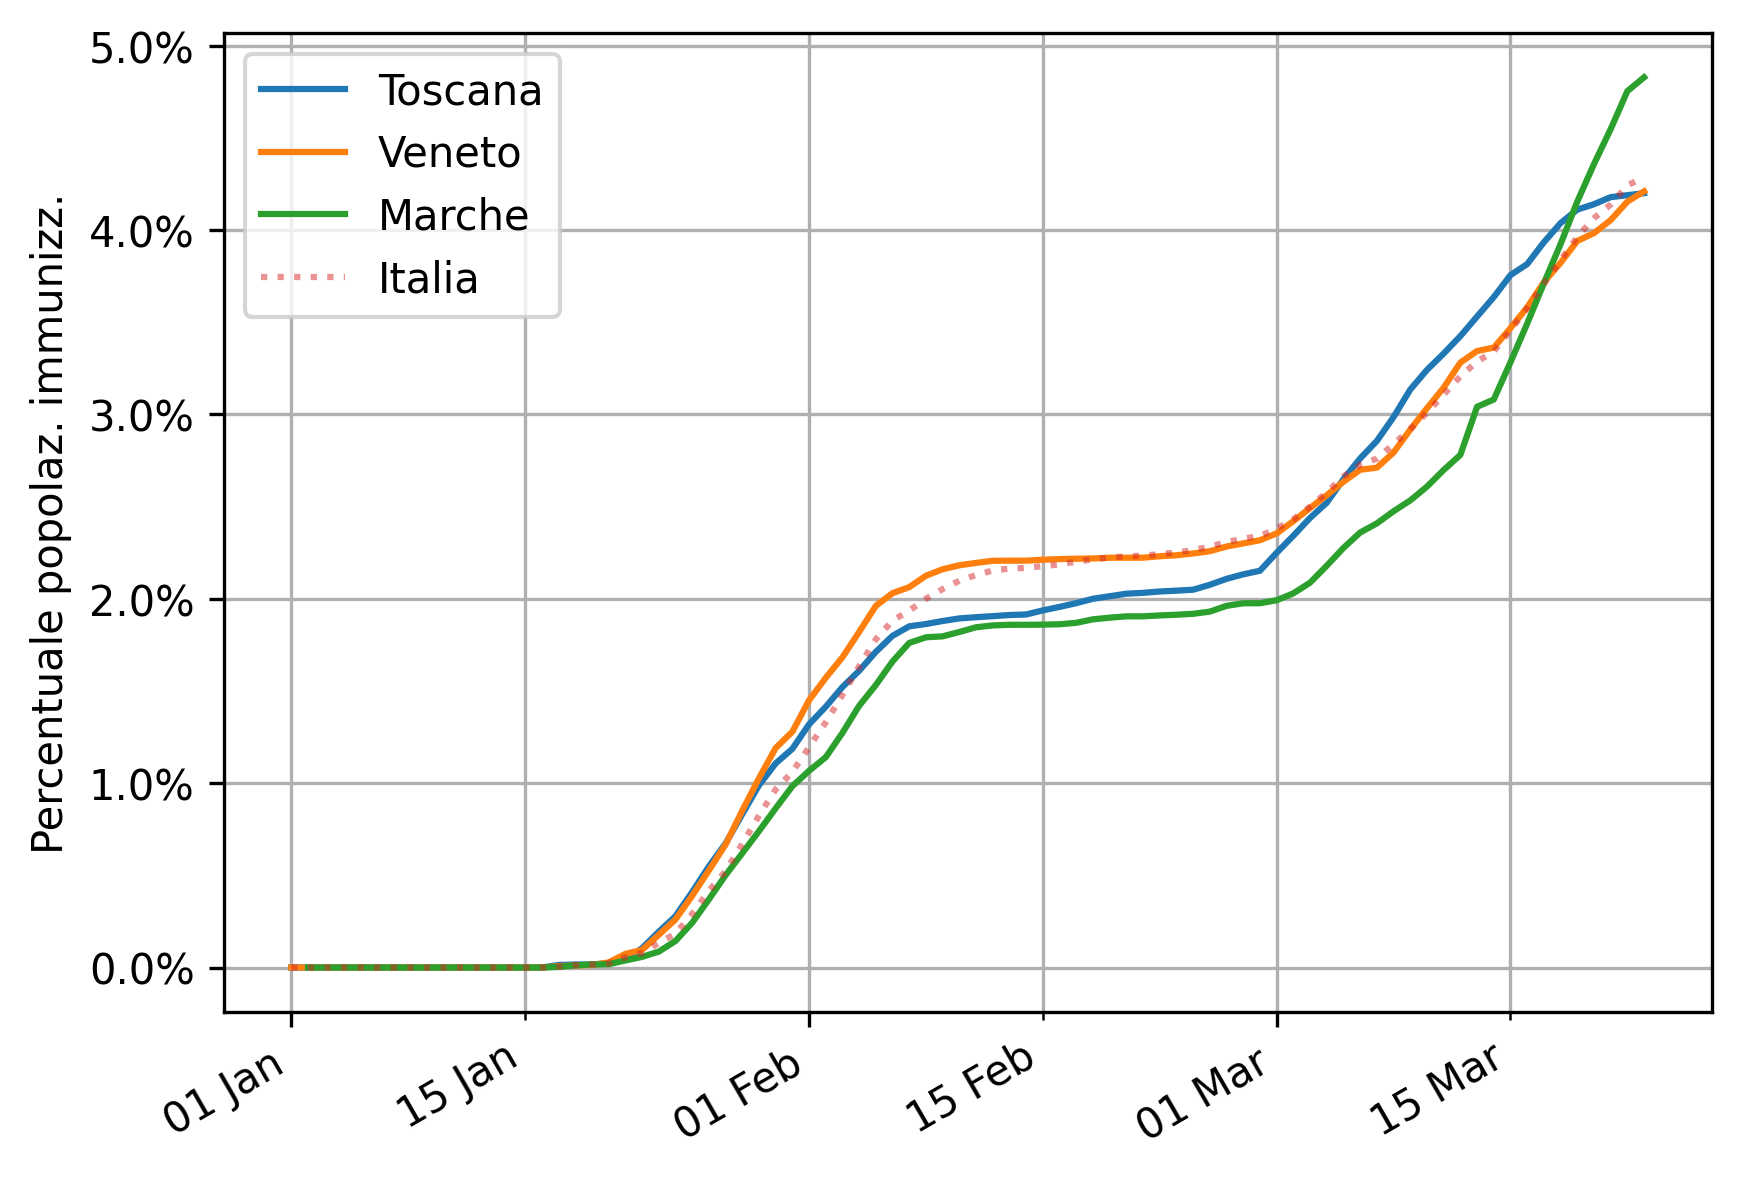 5.0%
4.0%
3.0%
2.0%
1.0%
0.0%
Percentuale popolaz. immunizz.
Toscana
Veneto
Marche
Italia
01 Jan
15 Jan
01 Feb
15 Feb
01 Mar
15 Mar